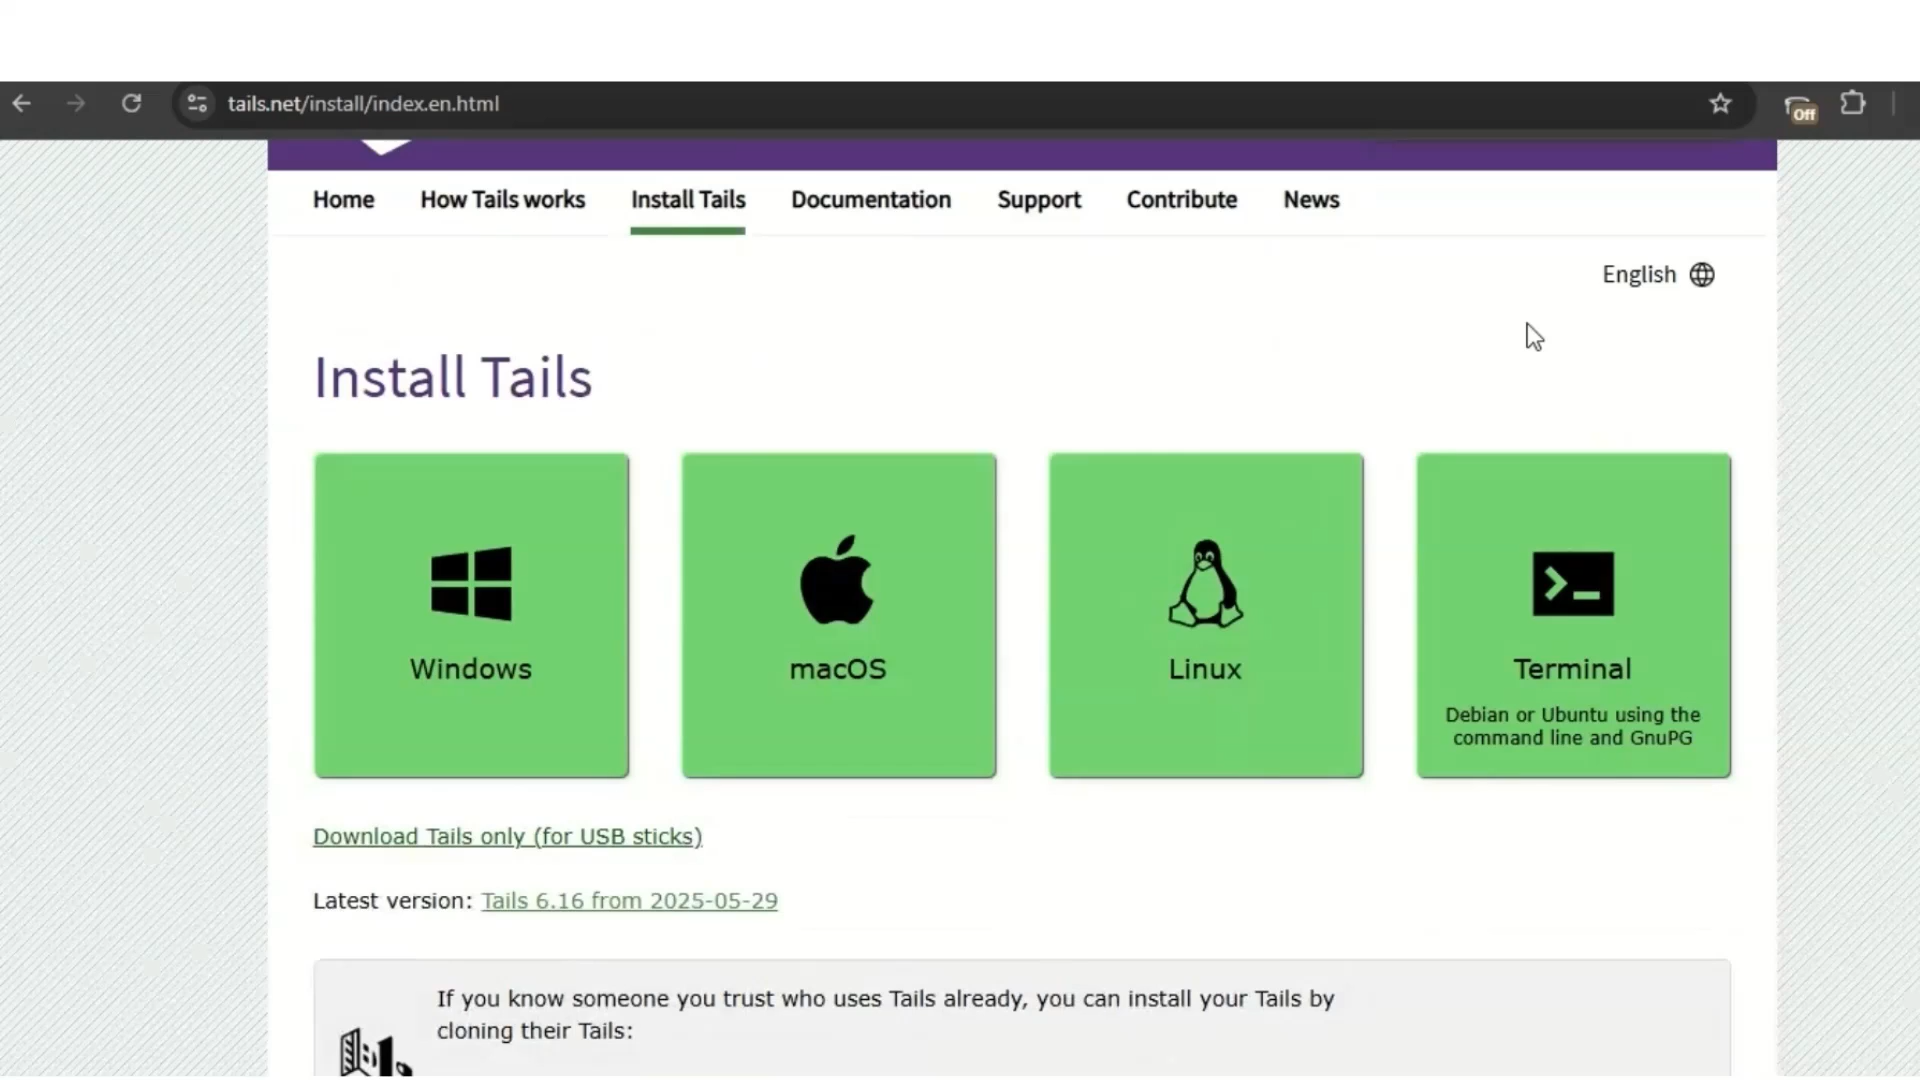 tails.net/install/index.en.html
Off
Home How Tails works Install Tails Documentation Support Contribute News
English
Install Tails
Windows macOS Linux Terminal
Debian or Ubuntu using the
command line and GnuPG
Download Tails only (for USB sticks)
Latest version: Tails 6.16 from 2025-05-29
If you know someone you trust who uses Tails already, you can install your Tails by
cloning their Tails: